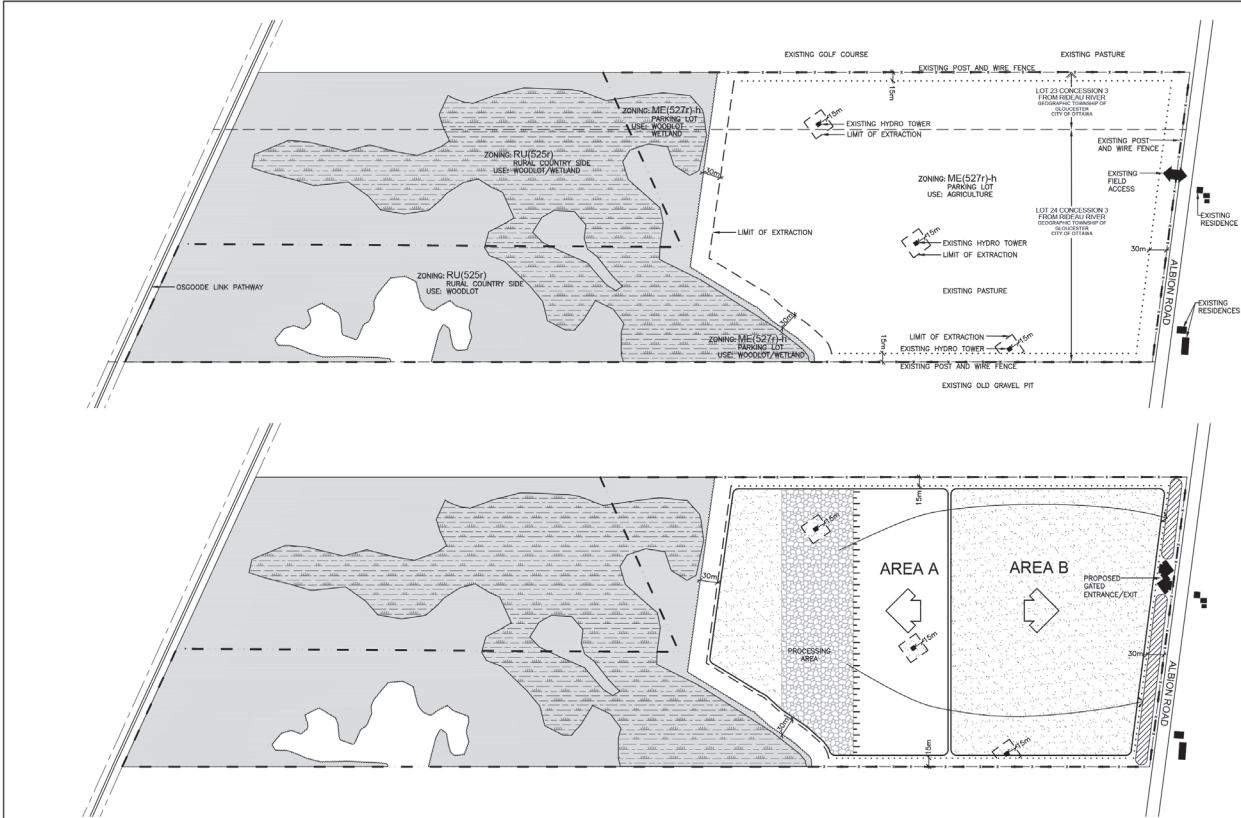 EXISTING GOLF COURSE
EXISTING PASTURE
EXISTING POST AND WIRE FENCE
15m
LOT 23 CONCESSION 3
FROM RIDEAU RIVER
GEOGRAPHIC TOWNSHIP OF
GLOUCESTER
CITY OF OTTAWA
ZONING: ME(527r)-h
PARKING LOT
USE: WOODLOT
WETLAND
15m
EXISTING HYDRO TOWER
LIMIT OF EXTRACTION
EXISTING POST
AND WIRE FENCE
ZONING: RU(525r)
RURAL COUNTRY SIDE
USE: WOODLOT/WETLAND
30m
ZONING: ME(527r)-h
PARKING LOT
USE: AGRICULTURE
EXISTING
FIELD
ACCESS
EXISTING
RESIDENCE
LOT 24 CONCESSION 3
FROM RIDEAU RIVER
GEOGRAPHIC TOWNSHIP OF
GLOUCESTER
CITY OF OTTAWA
LIMIT OF EXTRACTION
15m
EXISTING HYDRO TOWER
LIMIT OF EXTRACTION
30m
ALBION ROAD
ZONING: RU(525r)
RURAL COUNTRY SIDE
USE: WOODLOT
OSGOODE LINK PATHWAY
EXISTING PASTURE
EXISTING
RESIDENCES
30m
ZONING: ME(527r)-h
PARKING LOT
USE: WOODLOT/WETLAND
15m
LIMIT OF EXTRACTION
EXISTING HYDRO TOWER
15m
EXISTING POST AND WIRE FENCE
EXISTING OLD GRAVEL PIT
15m
15m
30m
AREA A
AREA B
PROPOSED
GATED
ENTRANCE/EXIT
15m
PROCESSING
AREA
30m
ALBION ROAD
30m
15m
15m